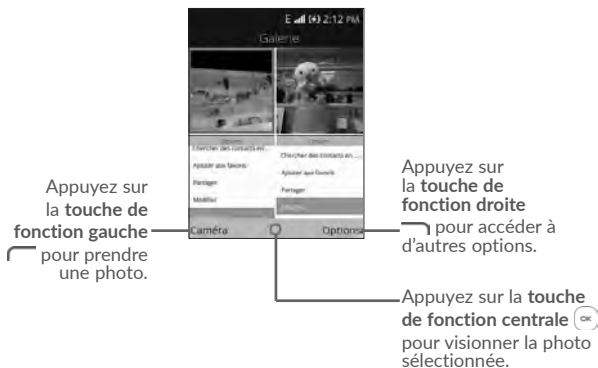 E 2:12 PM
Galerie
Options
Options
Chercher des contacts en ...
Ajouter aux favoris
Partager
Modifier
Chercher des contacts en ...
Ajouter aux favoris
Partager
Caméra
Options
Appuyez sur
la touche de
fonction gauche
pour prendre
une photo.
Appuyez sur
la touche de
fonction droite
pour accéder à
d'autres options.
Appuyez sur la touche
de fonction centrale OK
pour visionner la photo
sélectionnée.